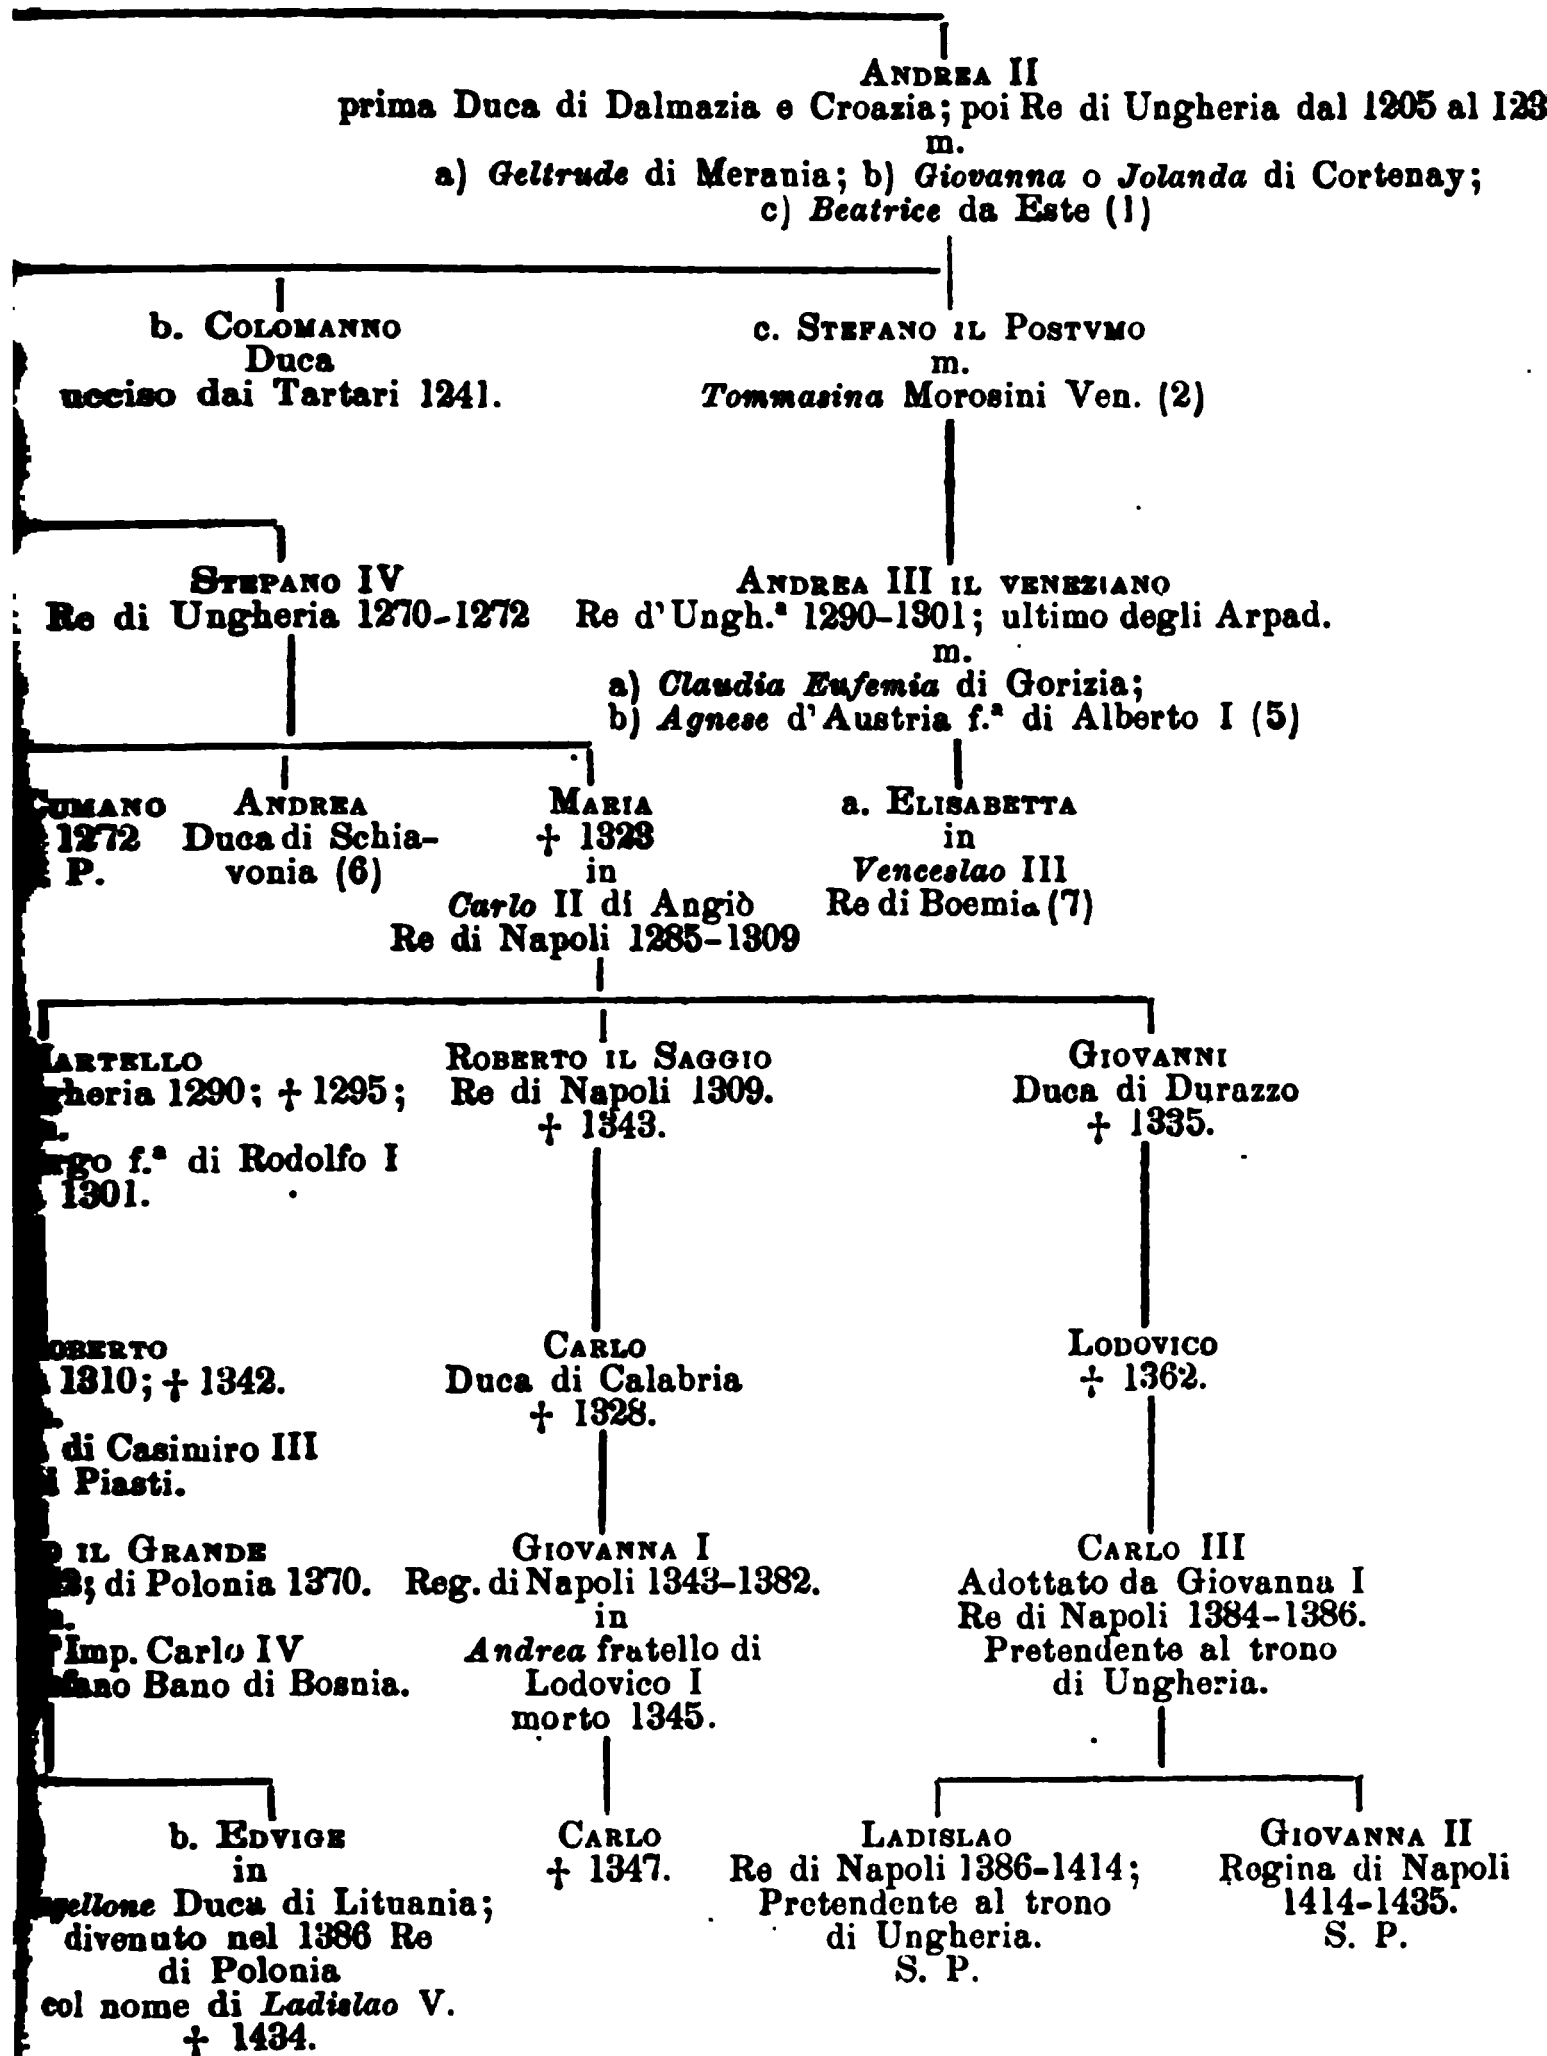 ANDREA II
prima Duca di Dalmazia e Croazia; poi Re di Ungheria dal 1205 al 123
m.
a) Geltrude di Merania; b) Giovanna o Jolanda di Cortenay;
c) Beatrice da Este (1)
b. COLOMANNO
Duca
ucciso dai Tartari 1241.
c. STEFANO IL POSTVMO
m.
Tommasina Morosini Ven. (2)
STEPANO IV
Re di Ungheria 1270-1272
ANDREA III IL VENEZIANO
Re d'Ungh.ª 1290-1301; ultimo degli Arpad.
m.
a) Claudia Eufemia di Gorizia;
b) Agnese d'Austria f.ª di Alberto I (5)
CUMANO
1272
P.
ANDREA
Duca di Schia-
vonia (6)
MARIA
† 1323
in
Carlo II di Angiò
Re di Napoli 1285-1309
a. ELISABETTA
in
Venceslao III
Re di Boemia (7)
MARTELLO
gheria 1290; † 1295;
rgo f.ª di Rodolfo I
1301.
ROBERTO IL SAGGIO
Re di Napoli 1309.
† 1343.
GIOVANNI
Duca di Durazzo
† 1335.
OBERTO
1310; † 1342.
di Casimiro III
Piasti.
CARLO
Duca di Calabria
† 1328.
LODOVICO
† 1362.
IL GRANDE
; di Polonia 1370.
Imp. Carlo IV
fano Bano di Bosnia.
GIOVANNA I
Reg. di Napoli 1343-1382.
in
Andrea fratello di
Lodovico I
morto 1345.
CARLO III
Adottato da Giovanna I
Re di Napoli 1384-1386.
Pretendente al trono
di Ungheria.
b. EDVIGE
in
gellone Duca di Lituania;
divenuto nel 1386 Re
di Polonia
col nome di Ladislao V.
† 1434.
CARLO
† 1347.
LADISLAO
Re di Napoli 1386-1414;
Pretendente al trono
di Ungheria.
S. P.
GIOVANNA II
Regina di Napoli
1414-1435.
S. P.